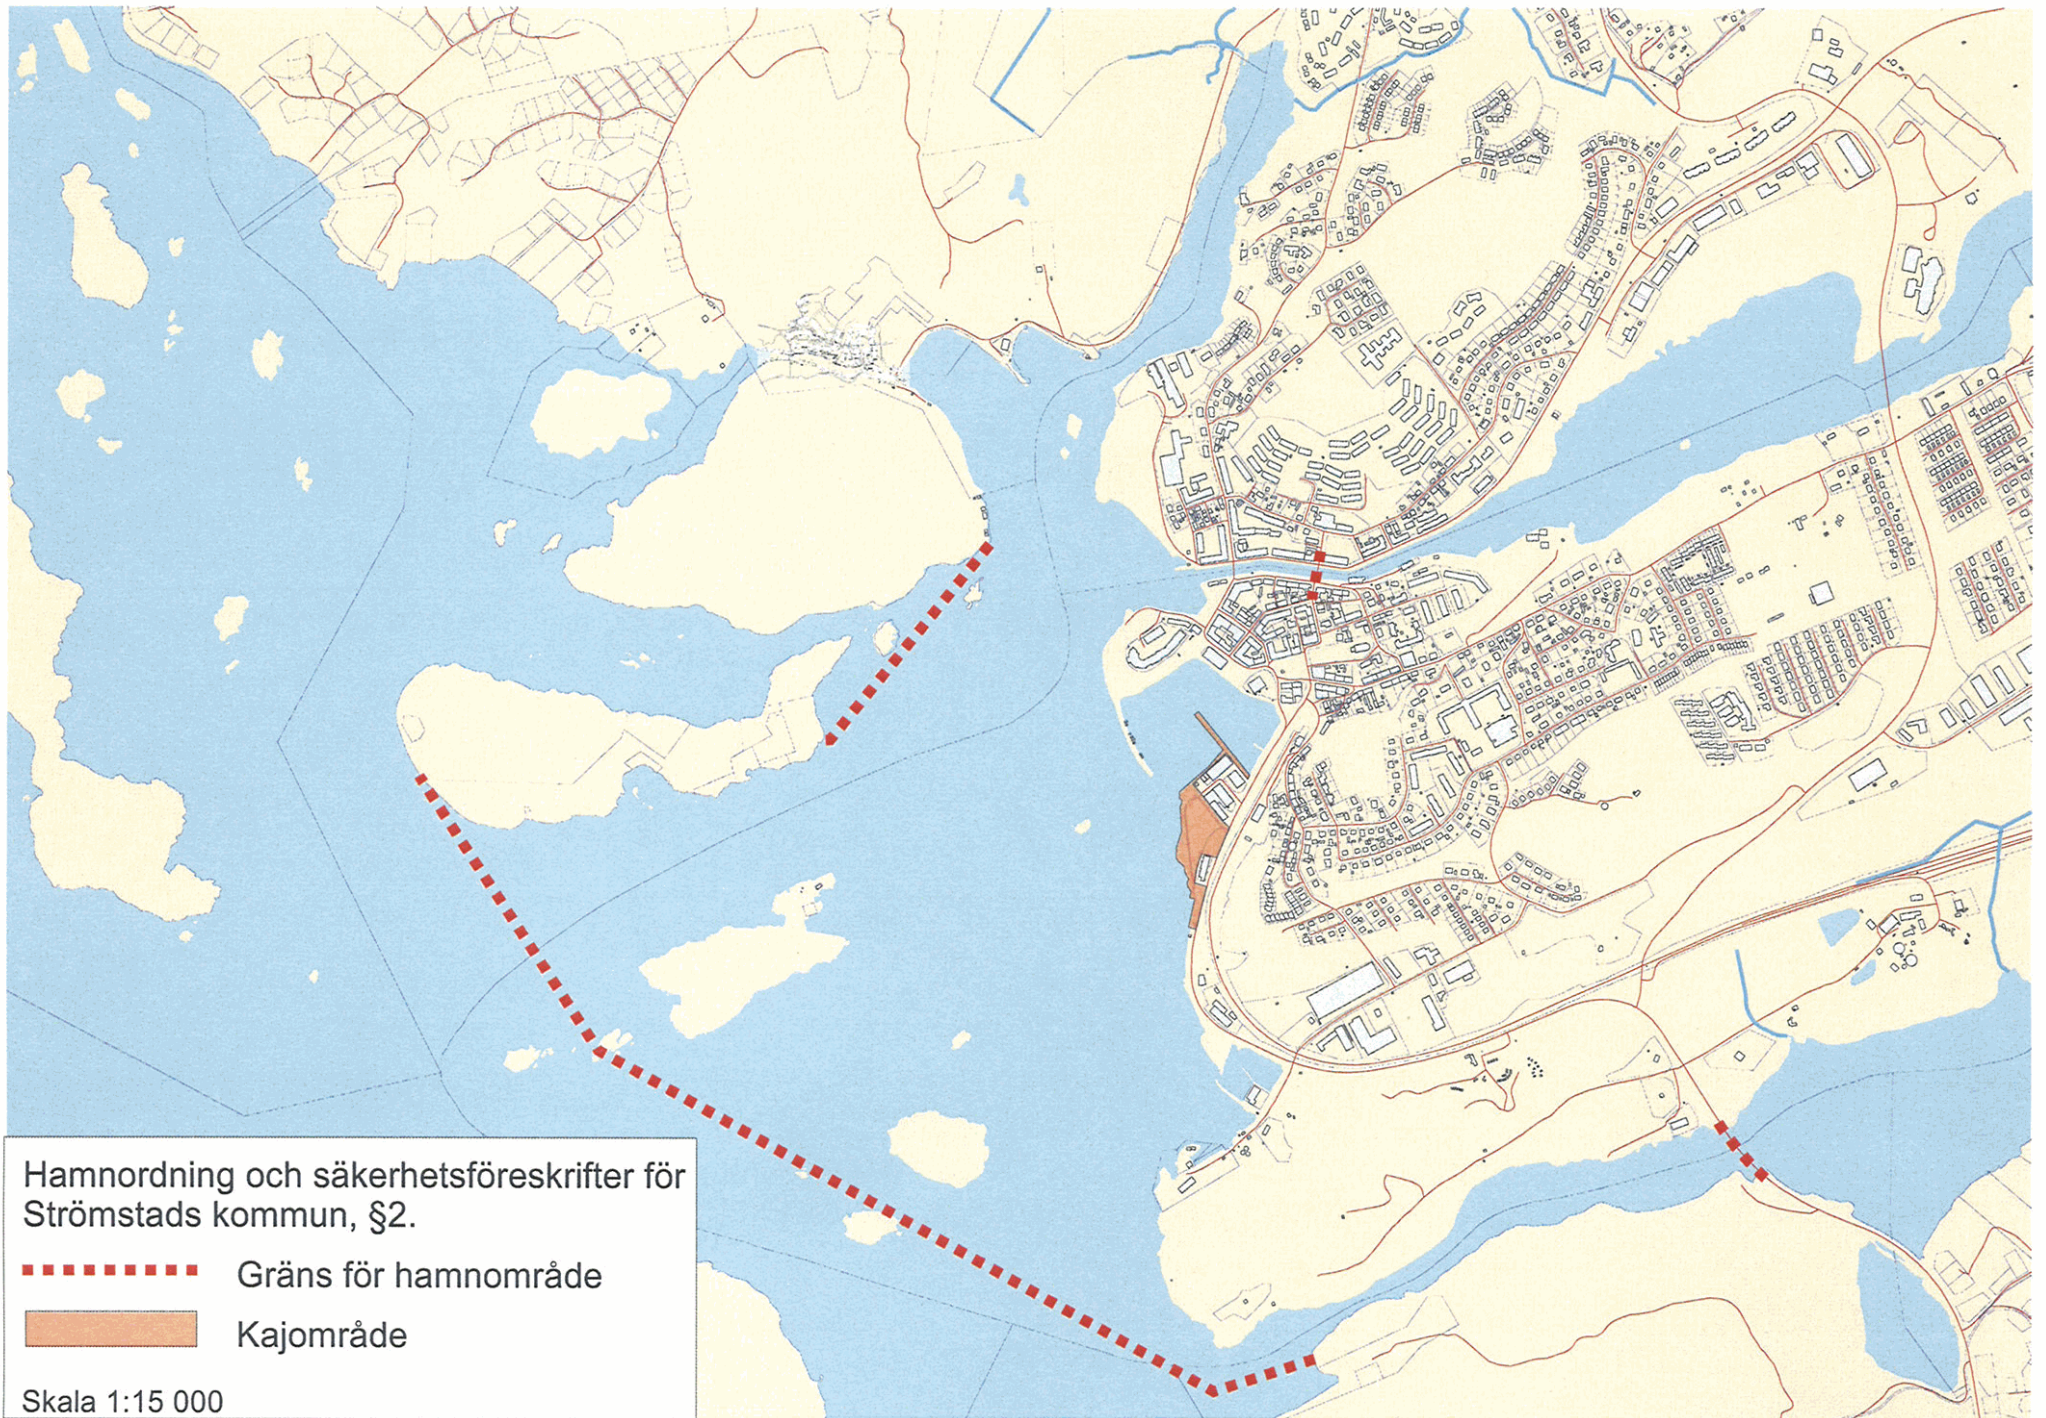 Hamnordning och säkerhetsföreskrifter för
Strömstads kommun, §2.
Gräns för hamnområde
Kajområde
Skala 1:15 000